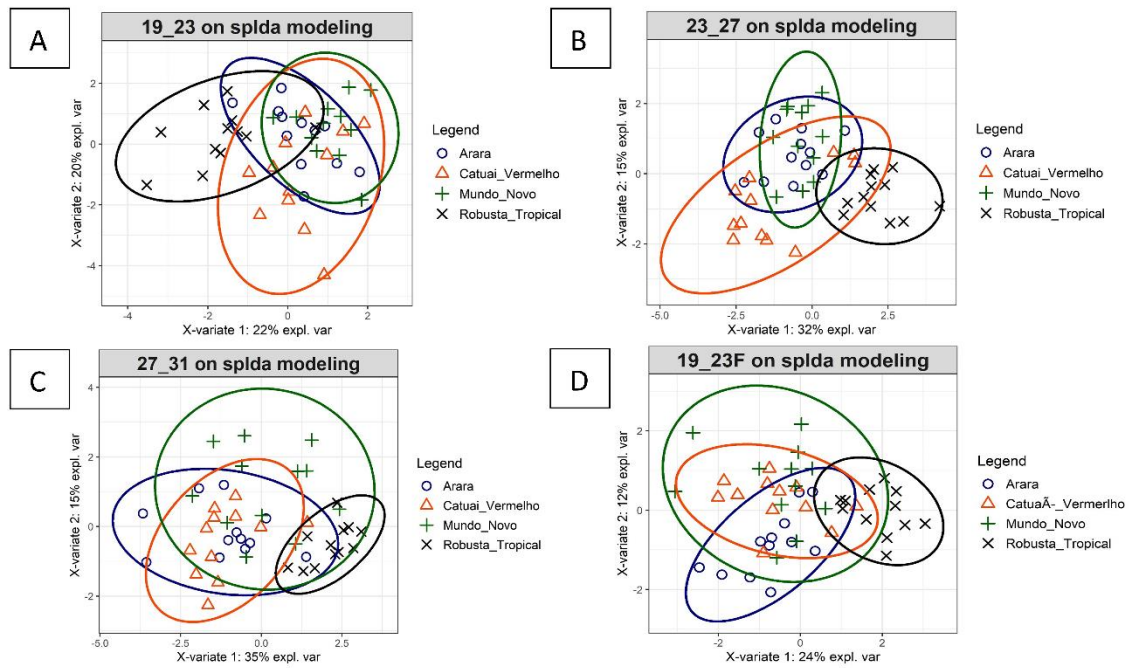 A
19_23 on splda modeling
X-variate 2: 20% expl. var
2
0
-2
-4
-4
-2
0
2
X-variate 1: 22% expl. var
Legend
Arara
Catuai_Vermelho
Mundo_Novo
Robusta_Tropical
B
23_27 on splda modeling
X-variate 2: 15% expl. var
2
0
-2
-5.0
-2.5
0.0
2.5
X-variate 1: 32% expl. var
Legend
Arara
Catuai_Vermelho
Mundo_Novo
Robusta_Tropical
C
27_31 on splda modeling
X-variate 2: 15% expl. var
4
2
0
-2
-5.0
-2.5
0.0
2.5
X-variate 1: 35% expl. var
Legend
Arara
Catuai_Vermelho
Mundo_Novo
Robusta_Tropical
D
19_23F on splda modeling
X-variate 2: 12% expl. var
2
0
-2
-2
0
2
X-variate 1: 24% expl. var
Legend
Arara
CatuaÃ-_Vermelho
Mundo_Novo
Robusta_Tropical